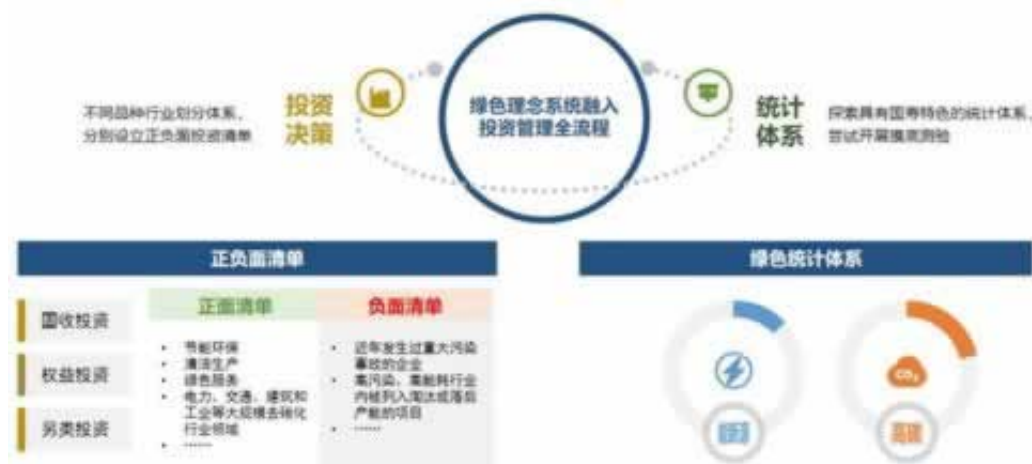 绿色理念系统融入
投资管理全流程
投资
决策
不同品种行业划分体系,
分别设立正负面投资清单
统计
体系
探索具有国寿特色的统计体系,
尝试开展摸底测验
正负面清单
正面清单
负面清单
固收投资
权益投资
另类投资
• 节能环保
• 清洁生产
• 绿色服务
• 电力、交通、建筑和
工业等大规模去碳化
行业领域
• ……
• 近年发生过重大污染
事故的企业
• 高污染、高能耗行业
内被列入淘汰或落后
产能的项目
• ……
绿色统计体系
CO₂
高碳